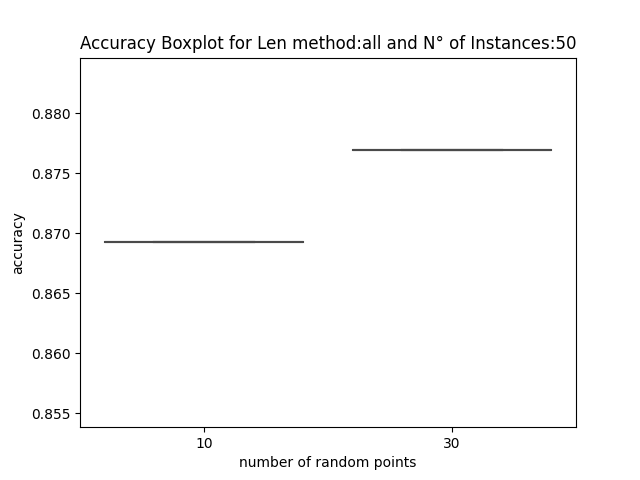 Accuracy Boxplot for Len method:all and N° of Instances:50
0.880
0.875
0.870
accuracy
0.865
0.860
0.855
10 30
number of random points